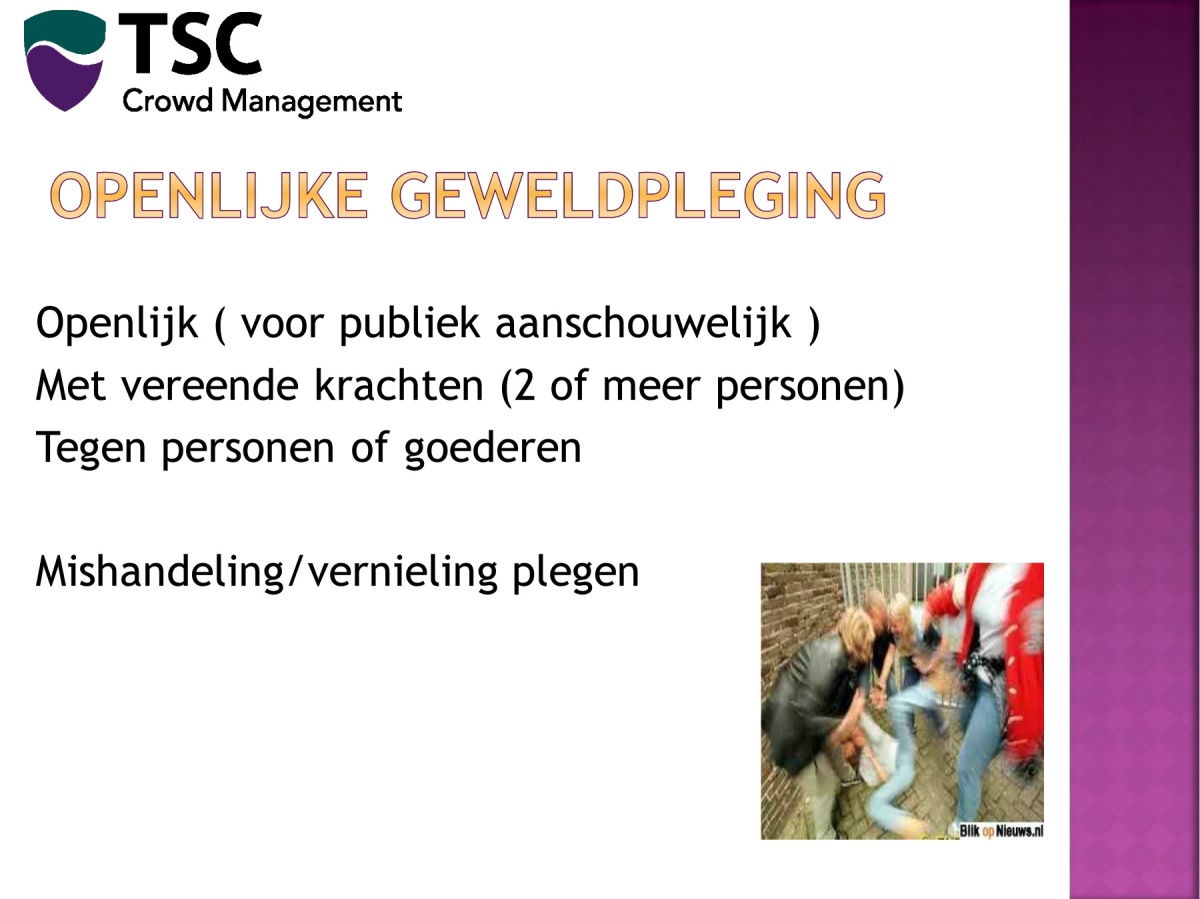 TSC
Crowd Management
OPENLIJKE GEWELDPLEGING
Openlijk ( voor publiek aanschouwelijk )
Met vereende krachten (2 of meer personen)
Tegen personen of goederen
Mishandeling/vernieling plegen
Blik op Nieuws.nl